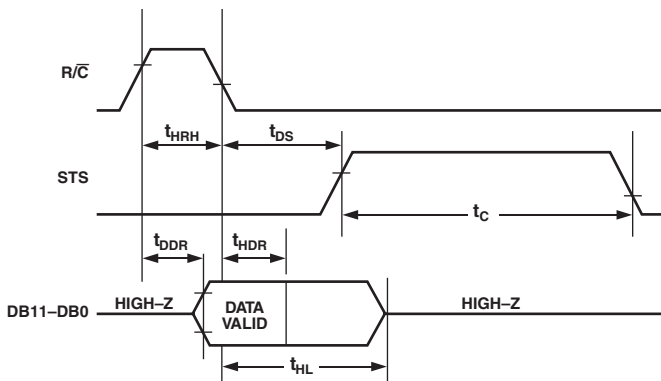 R/C̅
tHRH
tDS
STS
tC
tDDR
tHDR
DB11–DB0
HIGH–Z
DATA
VALID
HIGH–Z
tHL